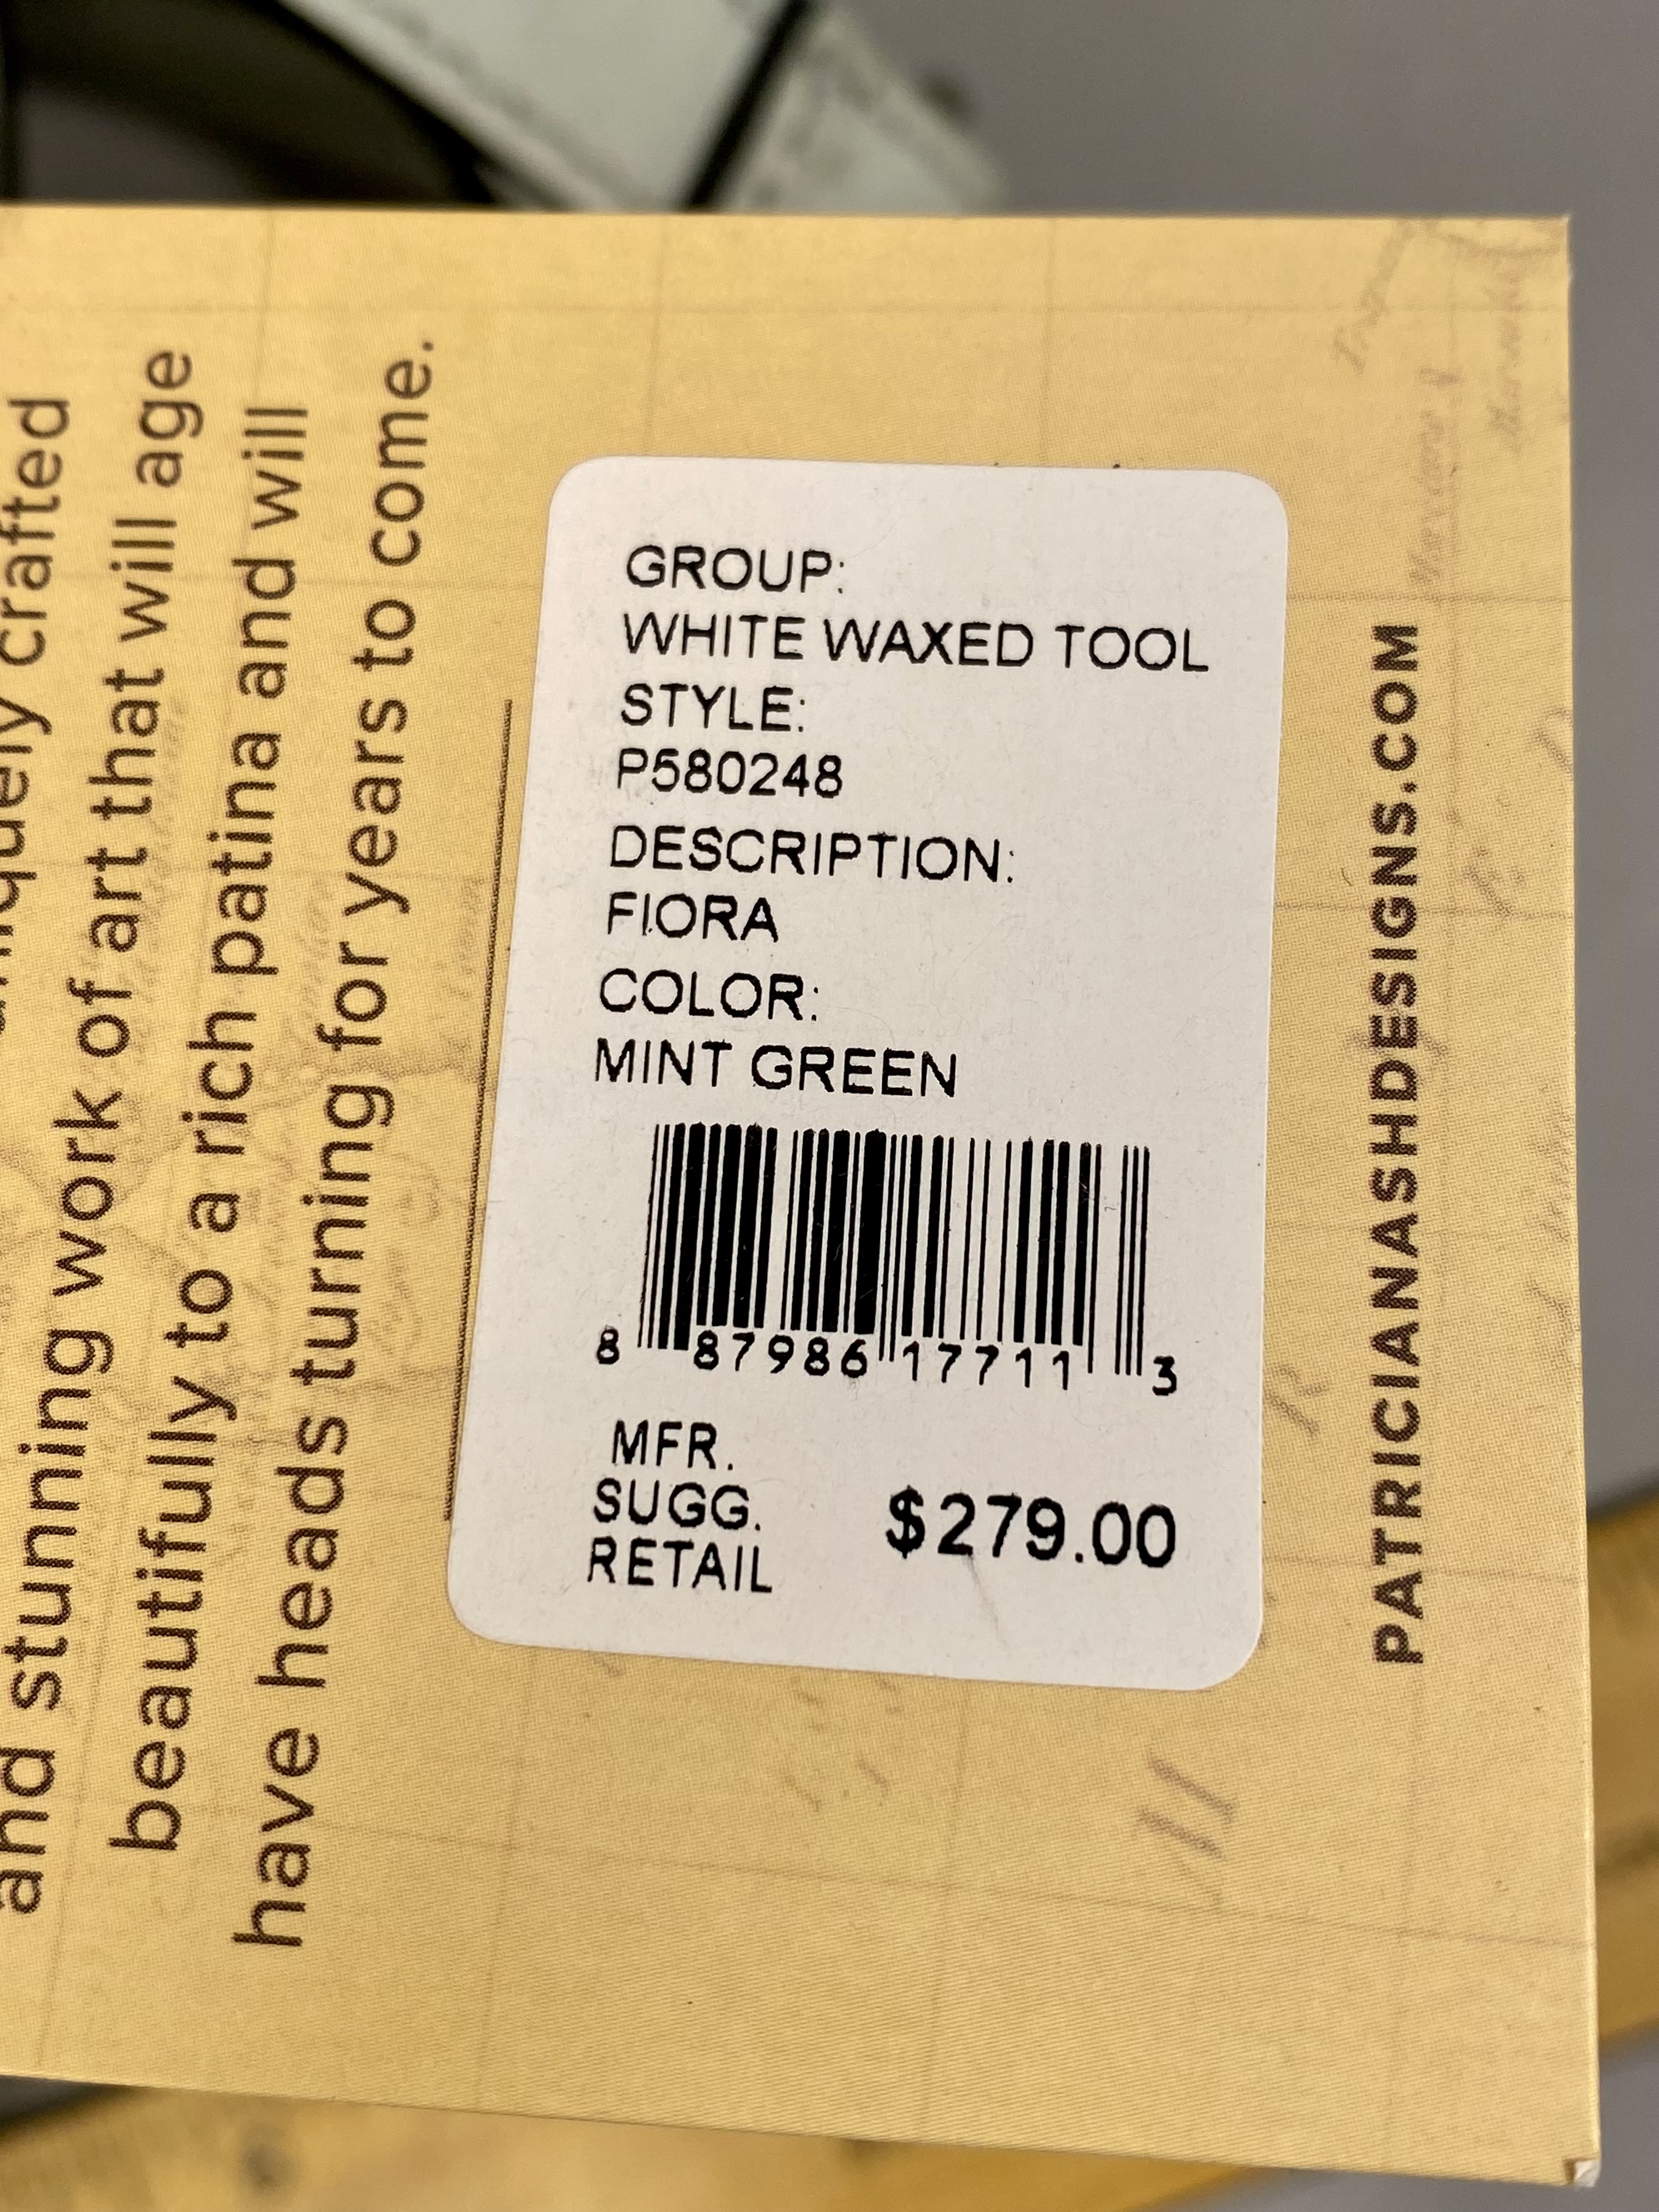 uniquely crafted
and stunning work of art that will age
beautifully to a rich patina and will
have heads turning for years to come.
GROUP:
WHITE WAXED TOOL
STYLE:
P580248
DESCRIPTION:
FIORA
COLOR:
MINT GREEN
8 87986 17711 3
MFR.
SUGG.
RETAIL
$279.00
PATRICIANASHDESIGNS.COM